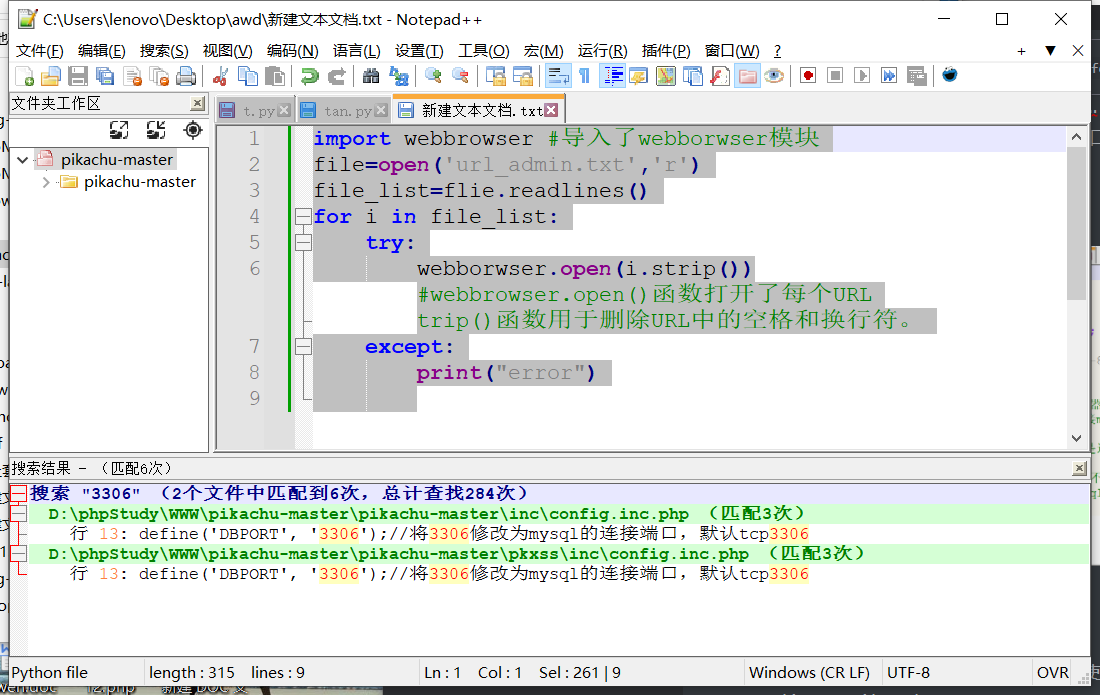 C:\Users\lenovo\Desktop\awd\新建文本文档.txt - Notepad++
文件(F) 编辑(E) 搜索(S) 视图(V) 编码(N) 语言(L) 设置(T) 工具(O) 宏(M) 运行(R) 插件(P) 窗口(W) ?
+ ▼ X
文件夹工作区
t.py tan.py 新建文本文档.txt
pikachu-master
pikachu-master
1 import webbrowser #导入了webborwser模块
2 file=open('url_admin.txt','r')
3 file_list=flie.readlines()
4 for i in file_list:
5 try:
6 webborwser.open(i.strip())
#webbrowser.open()函数打开了每个URL
trip()函数用于删除URL中的空格和换行符。
7 except:
8 print("error")
9
搜索结果 - （匹配6次）
搜索 "3306" （2个文件中匹配到6次，总计查找284次）
D:\phpStudy\WWW\pikachu-master\pikachu-master\inc\config.inc.php （匹配3次）
行 13: define('DBPORT', '3306');//将3306修改为mysql的连接端口，默认tcp3306
D:\phpStudy\WWW\pikachu-master\pikachu-master\pkxss\inc\config.inc.php （匹配3次）
行 13: define('DBPORT', '3306');//将3306修改为mysql的连接端口，默认tcp3306
Python file length : 315 lines : 9 Ln : 1 Col : 1 Sel : 261 | 9 Windows (CR LF) UTF-8 OVR